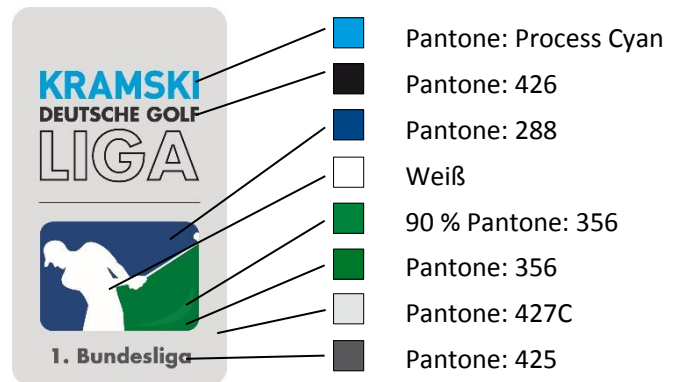 KRAMSKI
DEUTSCHE GOLF
LIGA
1. Bundesliga
Pantone: Process Cyan
Pantone: 426
Pantone: 288
Weiß
90 % Pantone: 356
Pantone: 356
Pantone: 427C
Pantone: 425